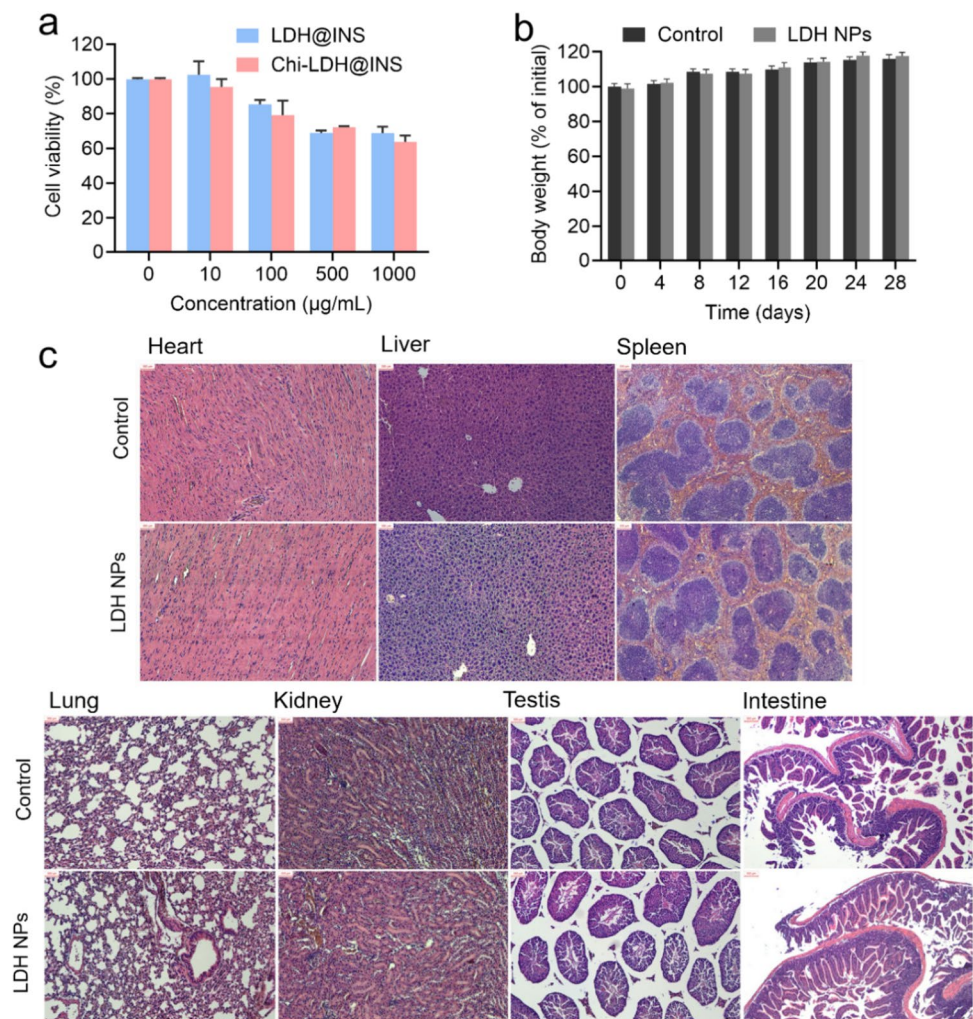 a
LDH@INS
Chi-LDH@INS
Cell viability (%)
120
100
80
60
40
20
0
0 10 100 500 1000
Concentration (µg/mL)
b
Control LDH NPs
Body weight (% of initial)
120
100
80
60
40
20
0
0 4 8 12 16 20 24 28
Time (days)
c
Heart Liver Spleen
Control
LDH NPs
Lung Kidney Testis Intestine
Control
LDH NPs